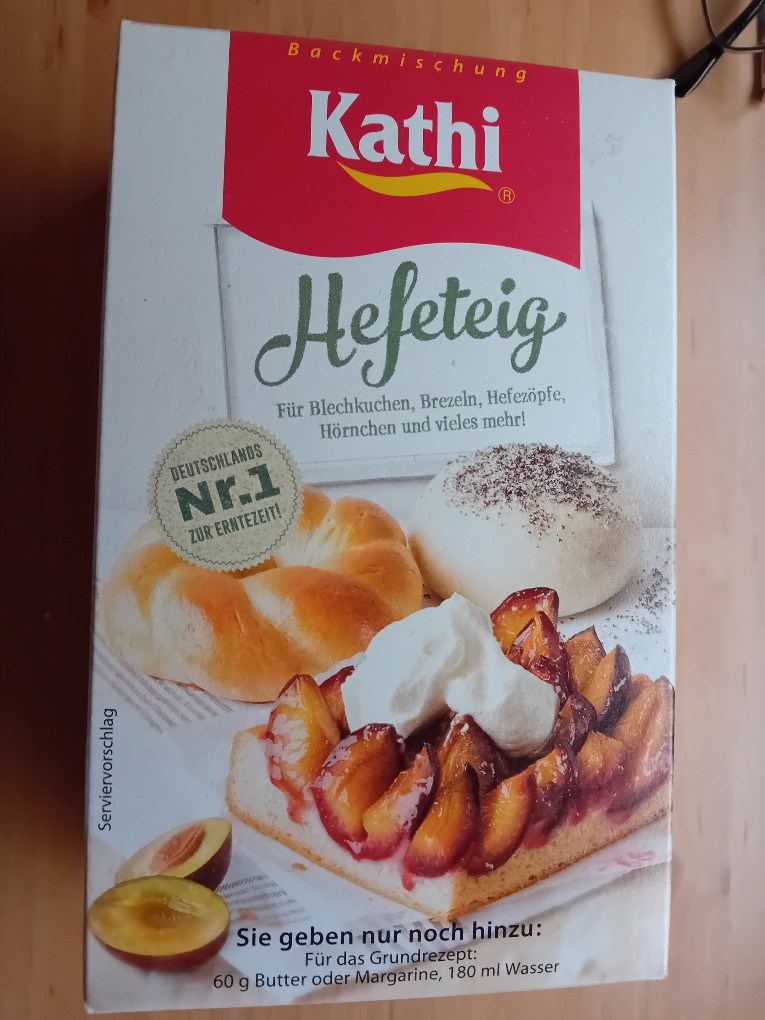 Backmischung
Kathi
®
Hefeteig
Für Blechkuchen, Brezeln, Hefezöpfe,
Hörnchen und vieles mehr!
DEUTSCHLANDS
Nr.1
ZUR ERNTEZEIT!
Serviervorschlag
Sie geben nur noch hinzu:
Für das Grundrezept:
60 g Butter oder Margarine, 180 ml Wasser